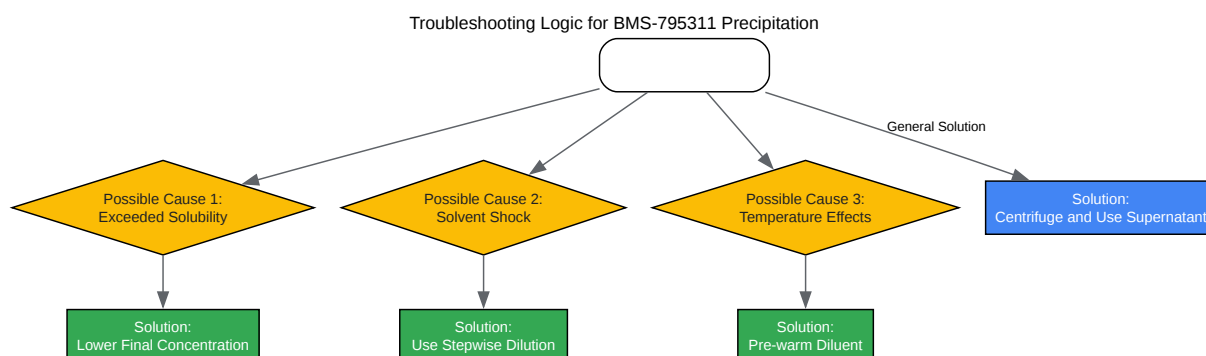 Troubleshooting Logic for BMS-795311 Precipitation
General Solution
Possible Cause 1:
Exceeded Solubility
Possible Cause 2:
Solvent Shock
Possible Cause 3:
Temperature Effects
Solution:
Centrifuge and Use Supernatant
Solution:
Lower Final Concentration
Solution:
Use Stepwise Dilution
Solution:
Pre-warm Diluent